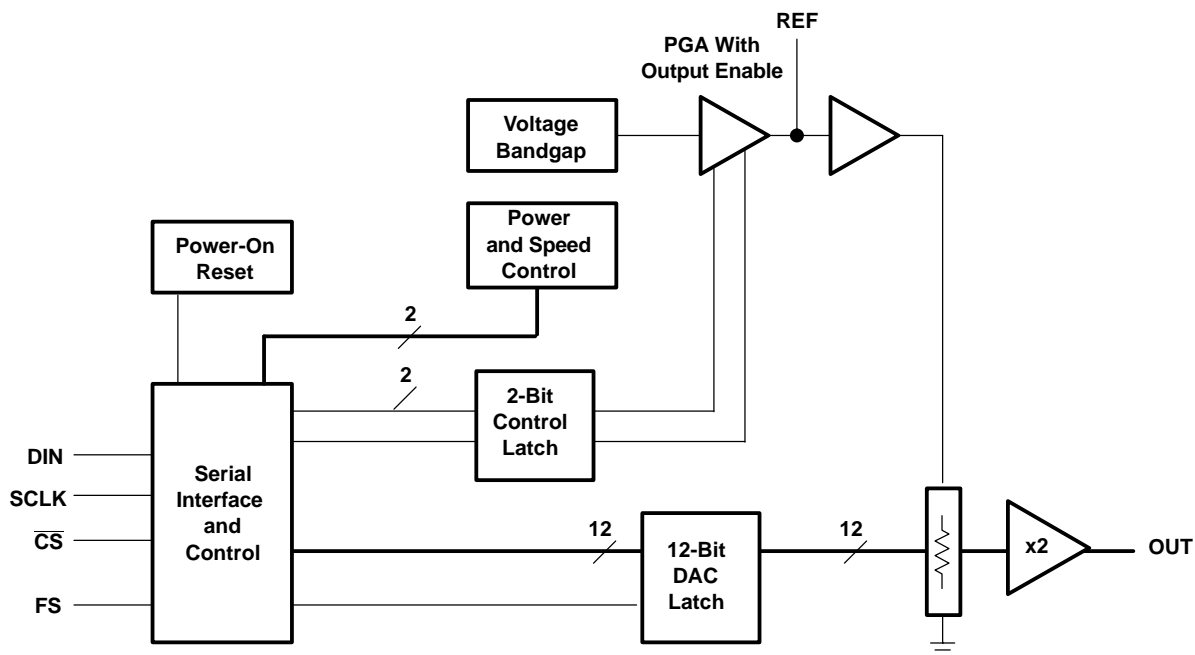 REF
PGA With
Output Enable
Voltage
Bandgap
Power
and Speed
Control
Power-On
Reset
2
2
2-Bit
Control
Latch
DIN
SCLK
CS
FS
Serial
Interface
and
Control
12
12-Bit
DAC
Latch
12
x2
OUT